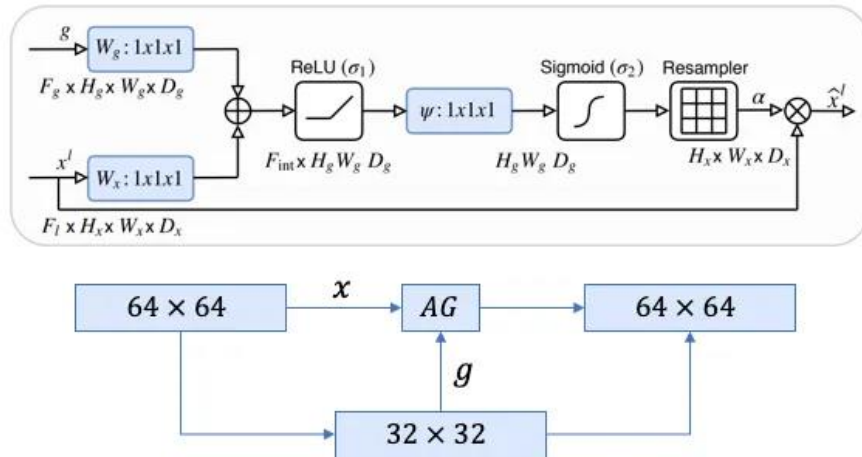 g
W_g : 1x1x1
F_g x H_g x W_g x D_g
ReLU (σ_1)
F_int x H_g W_g D_g
ψ : 1x1x1
H_g W_g D_g
Sigmoid (σ_2)
Resampler
α
x̂^l
H_x x W_x x D_x
x^l
W_x : 1x1x1
F_l x H_x x W_x x D_x
64 × 64
x
AG
64 × 64
g
32 × 32